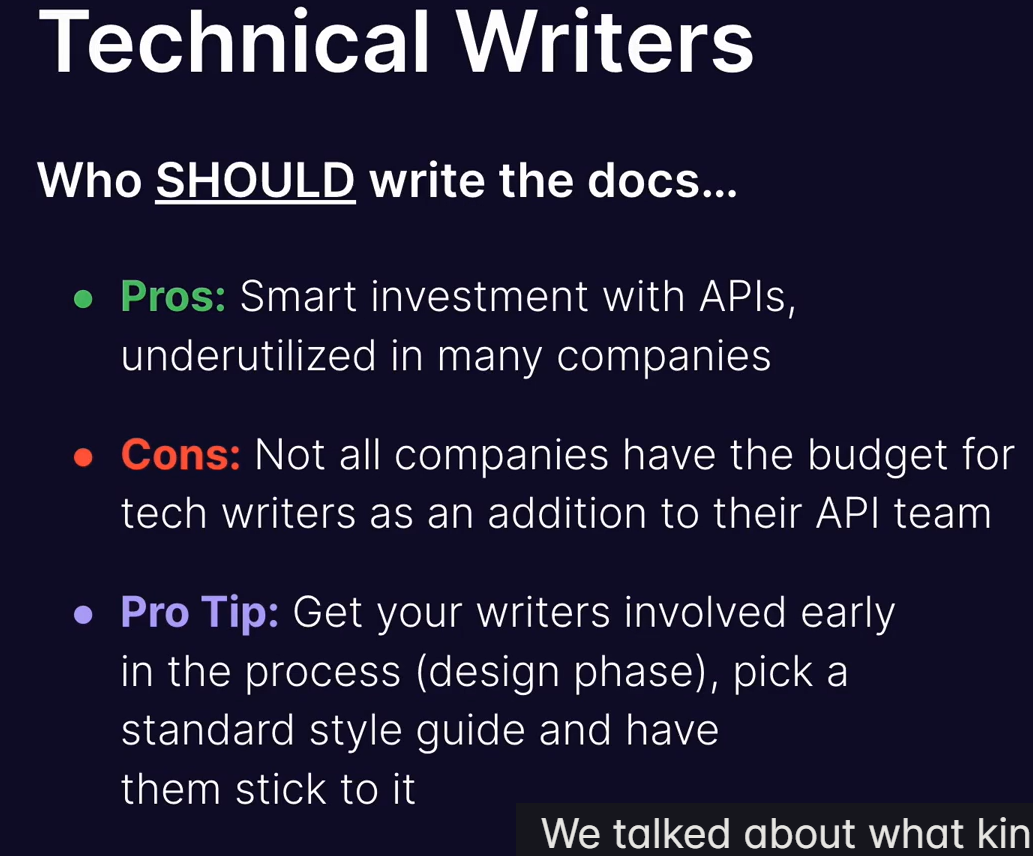 Technical Writers
Who SHOULD write the docs...
Pros: Smart investment with APIs,
underutilized in many companies
Cons: Not all companies have the budget for
tech writers as an addition to their API team
Pro Tip: Get your writers involved early
in the process (design phase), pick a
standard style guide and have
them stick to it
We talked about what kin